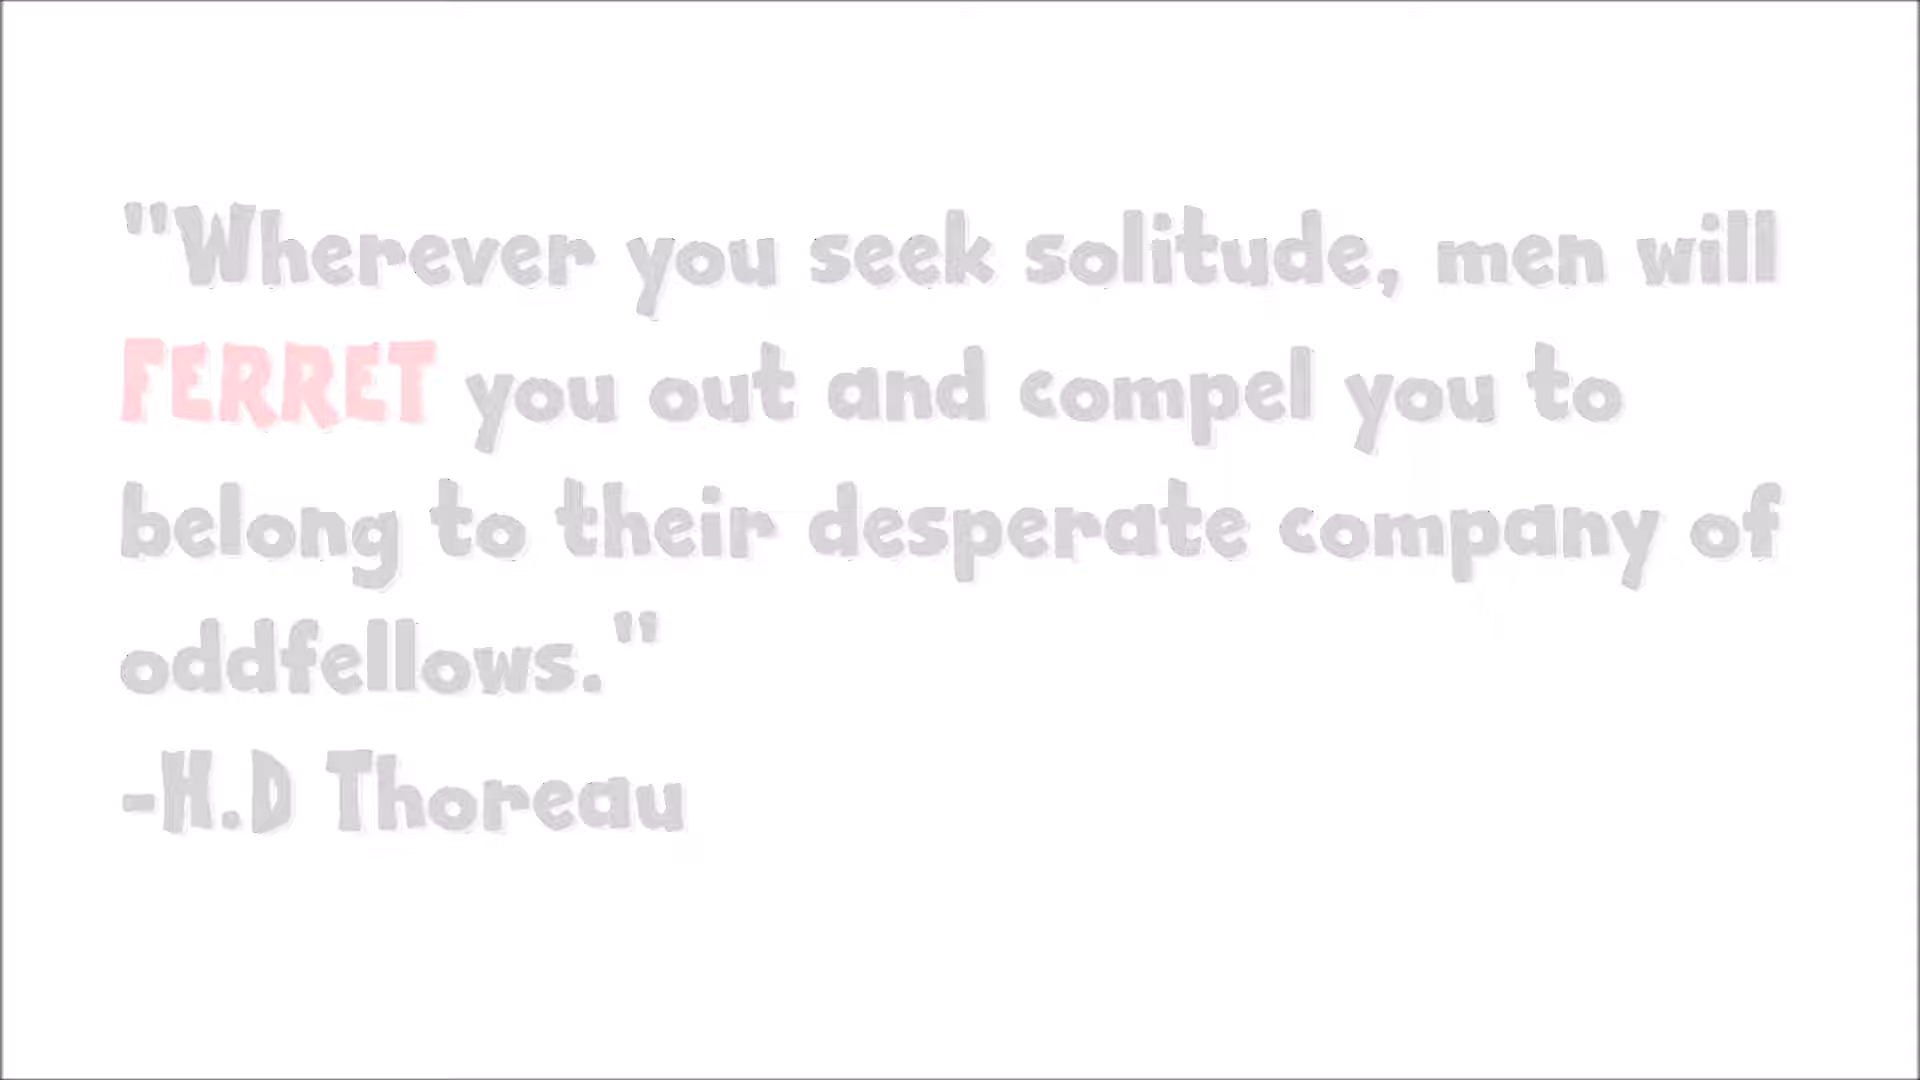 "Wherever you seek solitude, men will
FERRET you out and compel you to
belong to their desperate company of
oddfellows."
-H.D Thoreau